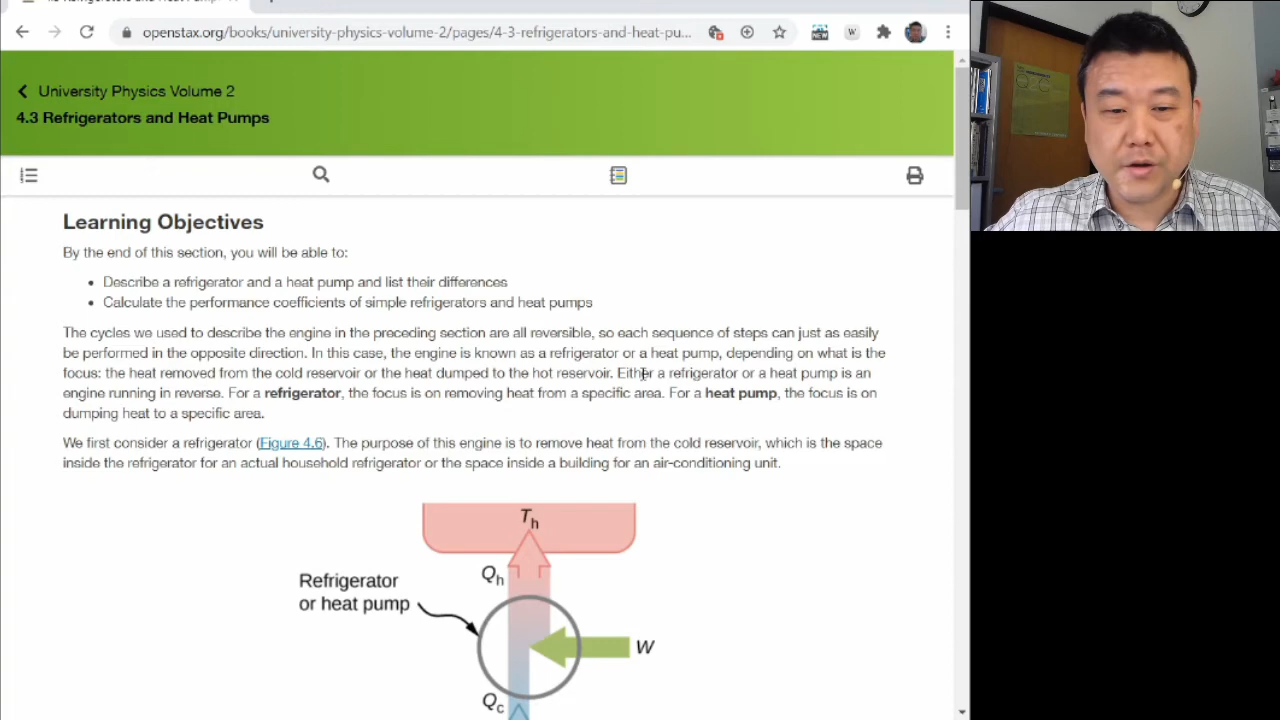 openstax.org/books/university-physics-volume-2/pages/4-3-refrigerators-and-heat-pu...
NEW
W
University Physics Volume 2
4.3 Refrigerators and Heat Pumps
Learning Objectives
By the end of this section, you will be able to:
• Describe a refrigerator and a heat pump and list their differences
• Calculate the performance coefficients of simple refrigerators and heat pumps
The cycles we used to describe the engine in the preceding section are all reversible, so each sequence of steps can just as easily
be performed in the opposite direction. In this case, the engine is known as a refrigerator or a heat pump, depending on what is the
focus: the heat removed from the cold reservoir or the heat dumped to the hot reservoir. Either a refrigerator or a heat pump is an
engine running in reverse. For a refrigerator, the focus is on removing heat from a specific area. For a heat pump, the focus is on
dumping heat to a specific area.
We first consider a refrigerator (Figure 4.6). The purpose of this engine is to remove heat from the cold reservoir, which is the space
inside the refrigerator for an actual household refrigerator or the space inside a building for an air-conditioning unit.
Th
Qh
Refrigerator
or heat pump
W
Qc